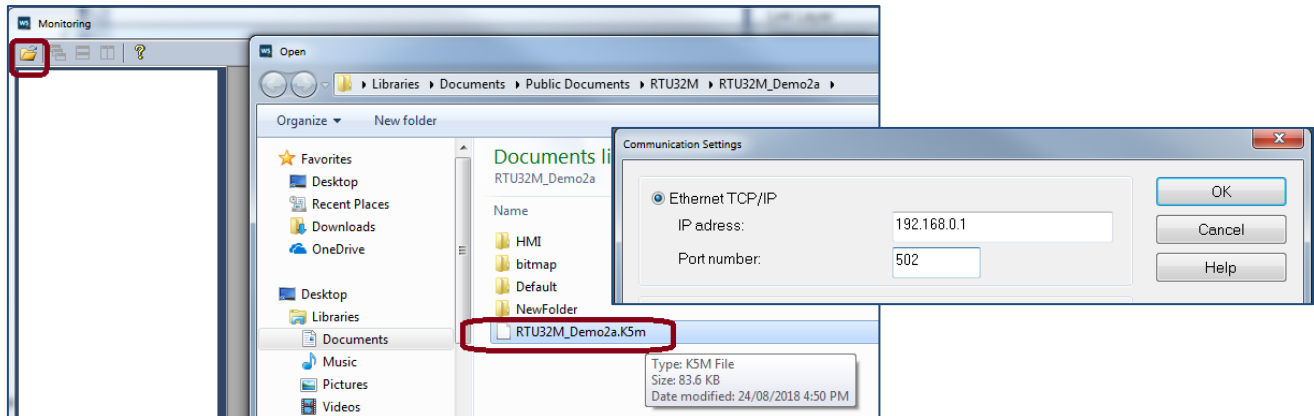 WS Monitoring
?
WS Open
Libraries Documents Public Documents RTU32M RTU32M_Demo2a
Organize New folder
Favorites
Desktop
Recent Places
Downloads
OneDrive
Desktop
Libraries
Documents
Music
Pictures
Videos
Documents li
RTU32M_Demo2a
Name
HMI
bitmap
Default
NewFolder
RTU32M_Demo2a.K5m
Type: K5M File
Size: 83.6 KB
Date modified: 24/08/2018 4:50 PM
Communication Settings
Ethernet TCP/IP
IP adress: 192.168.0.1
Port number: 502
OK
Cancel
Help